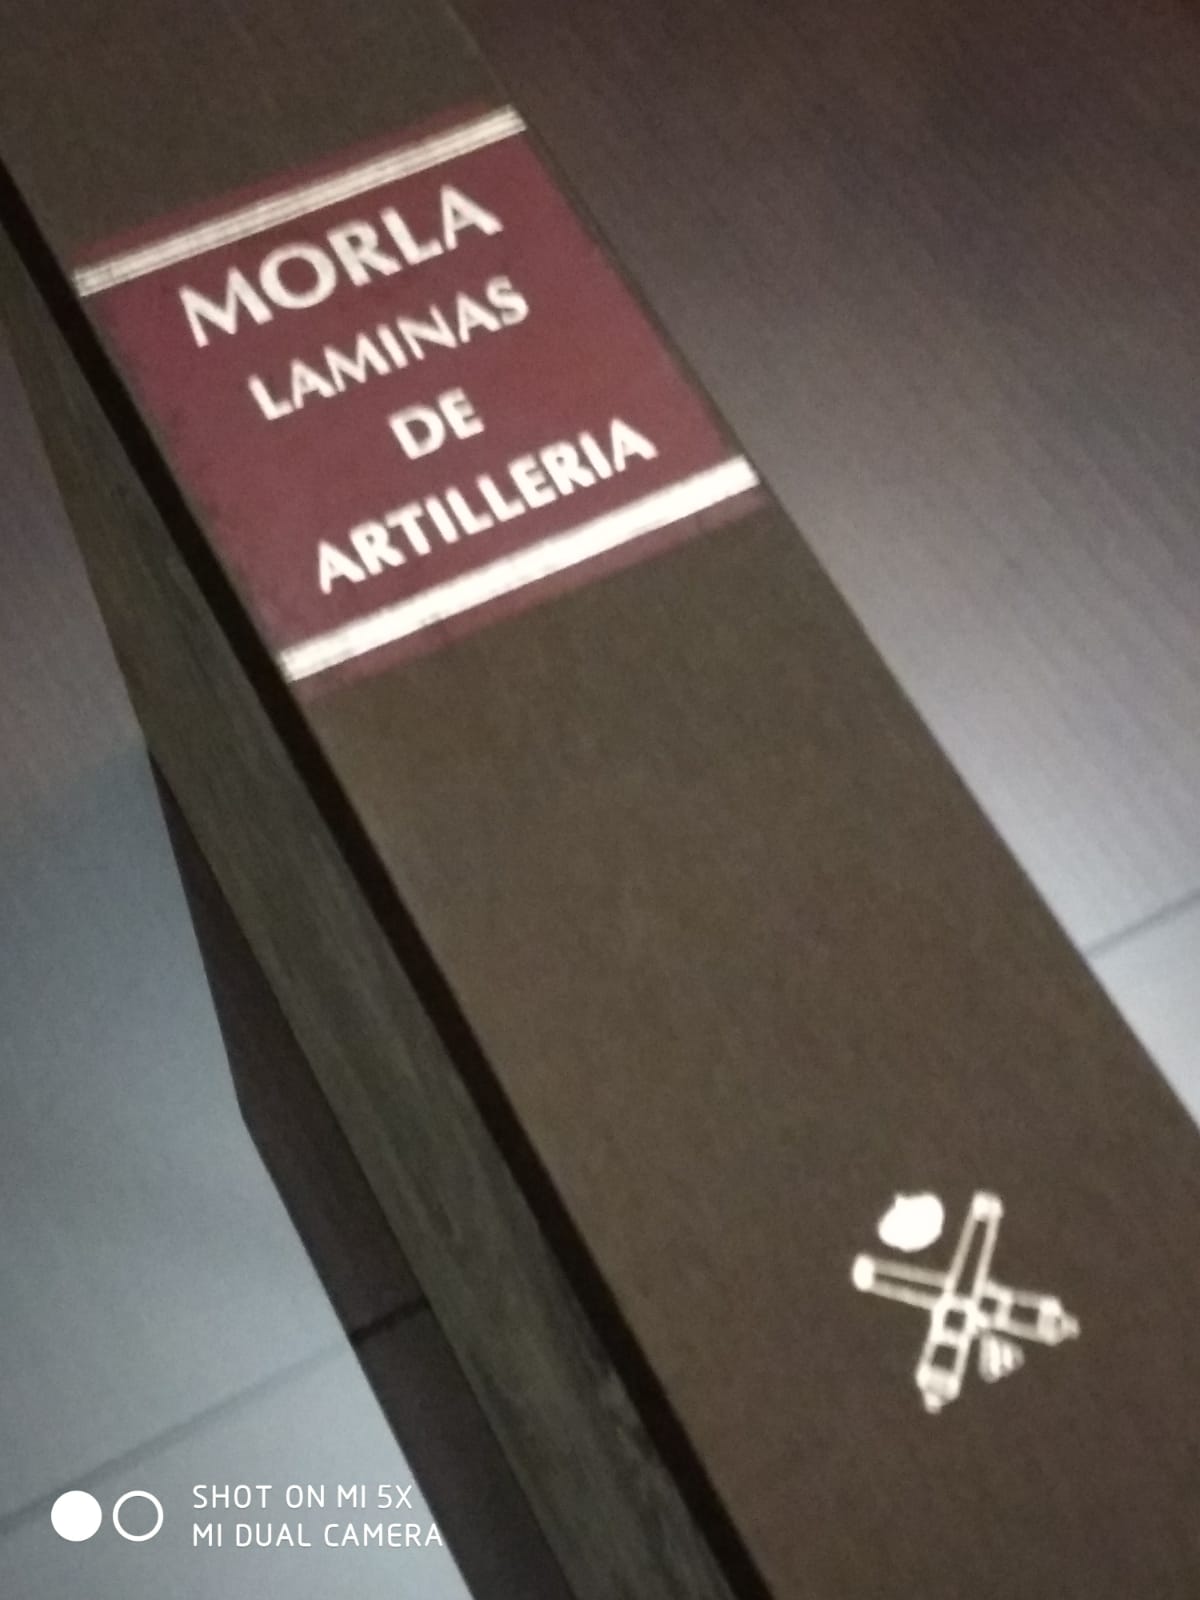 MORLA
LAMINAS
DE
ARTILLERIA
SHOT ON MI 5X
MI DUAL CAMERA